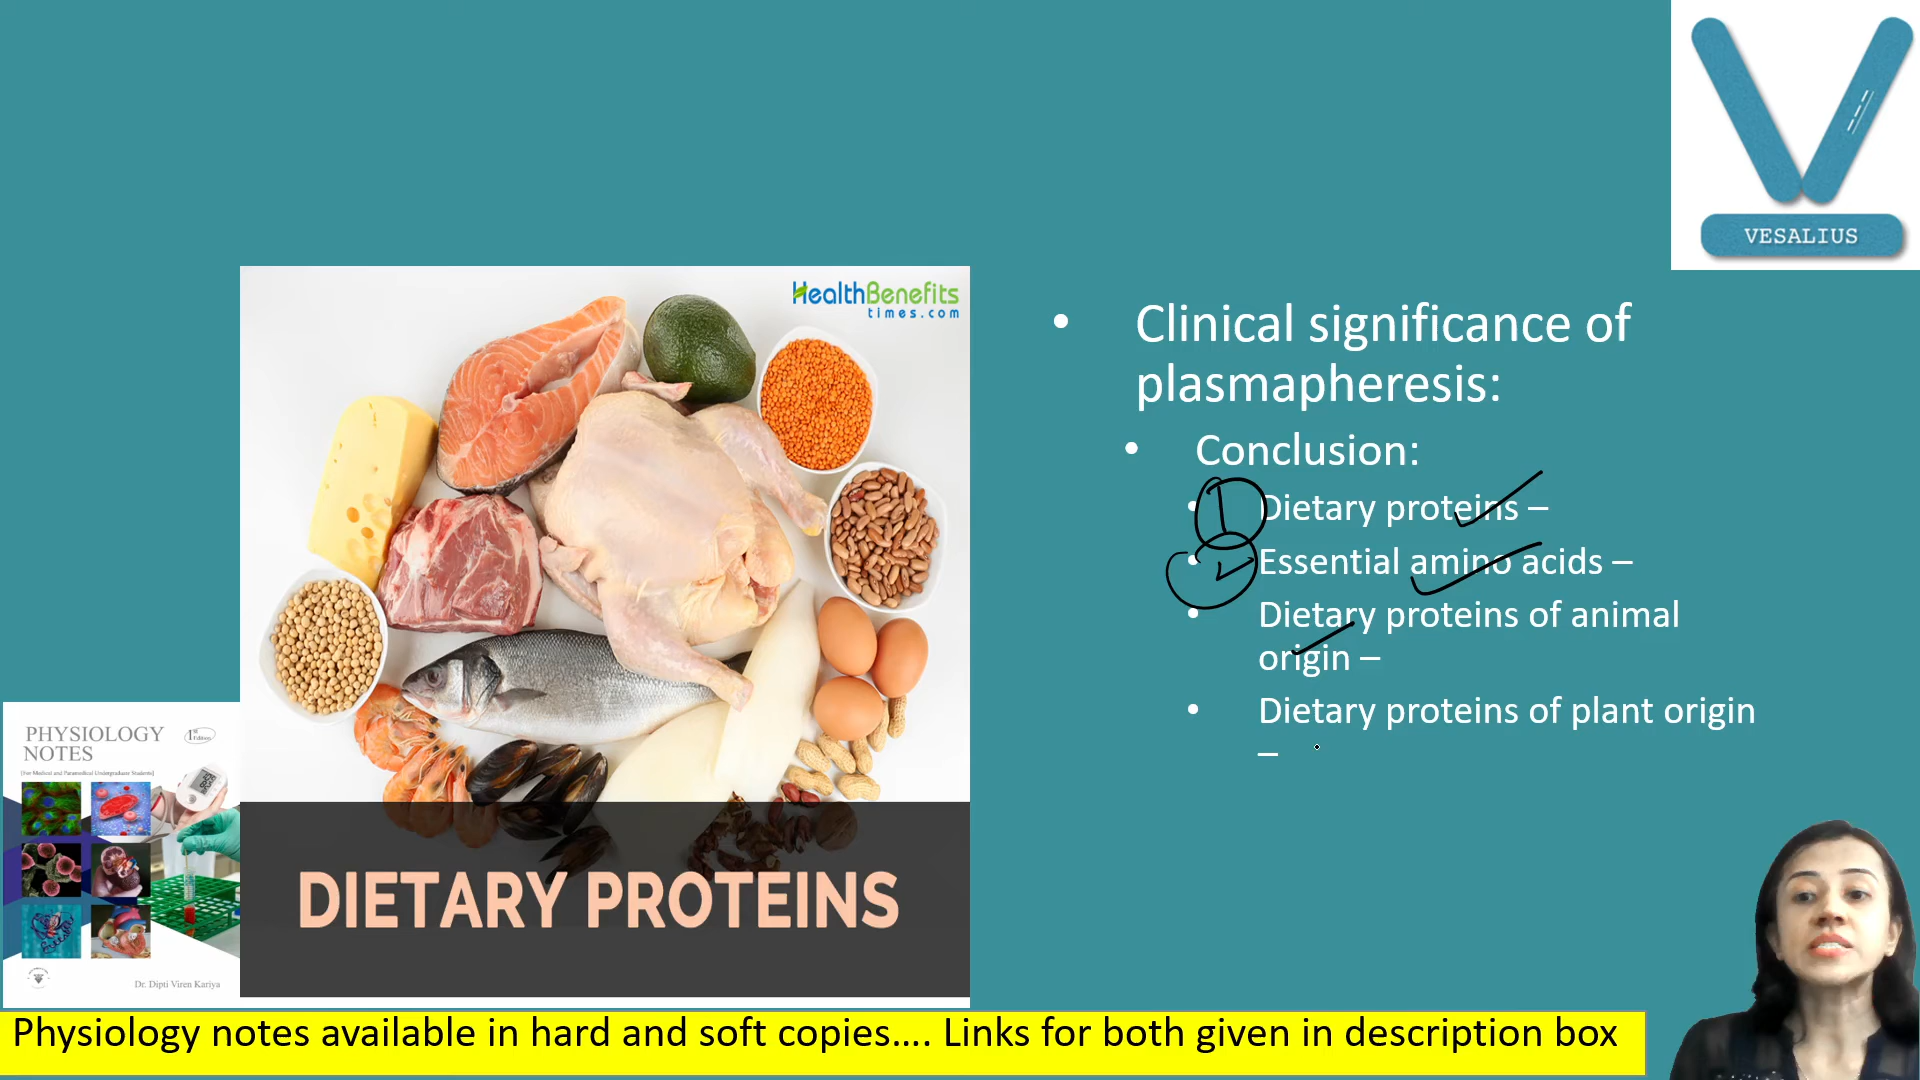 VESALIUS
HealthBenefits
times.com
• Clinical significance of
plasmapheresis:
• Conclusion:
1
• Dietary proteins –
2
• Essential amino acids –
• Dietary proteins of animal
origin –
• Dietary proteins of plant origin
–
DIETARY PROTEINS
PHYSIOLOGY
NOTES
1st
Edition
[For Medical and Paramedical Undergraduate Students]
Dr. Dipti Viren Kariya
Physiology notes available in hard and soft copies.... Links for both given in description box